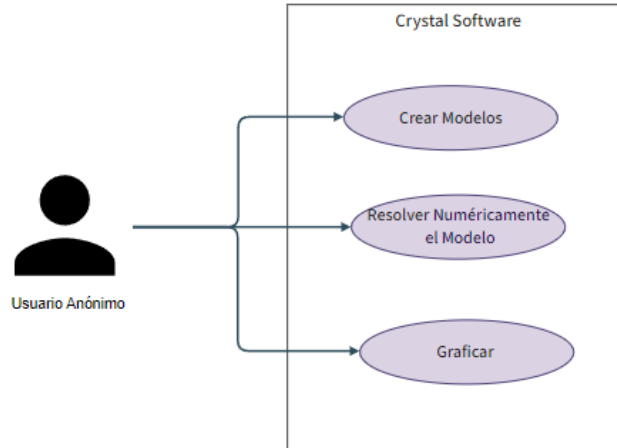 Crystal Software
Crear Modelos
Resolver Numéricamente
el Modelo
Usuario Anónimo
Graficar